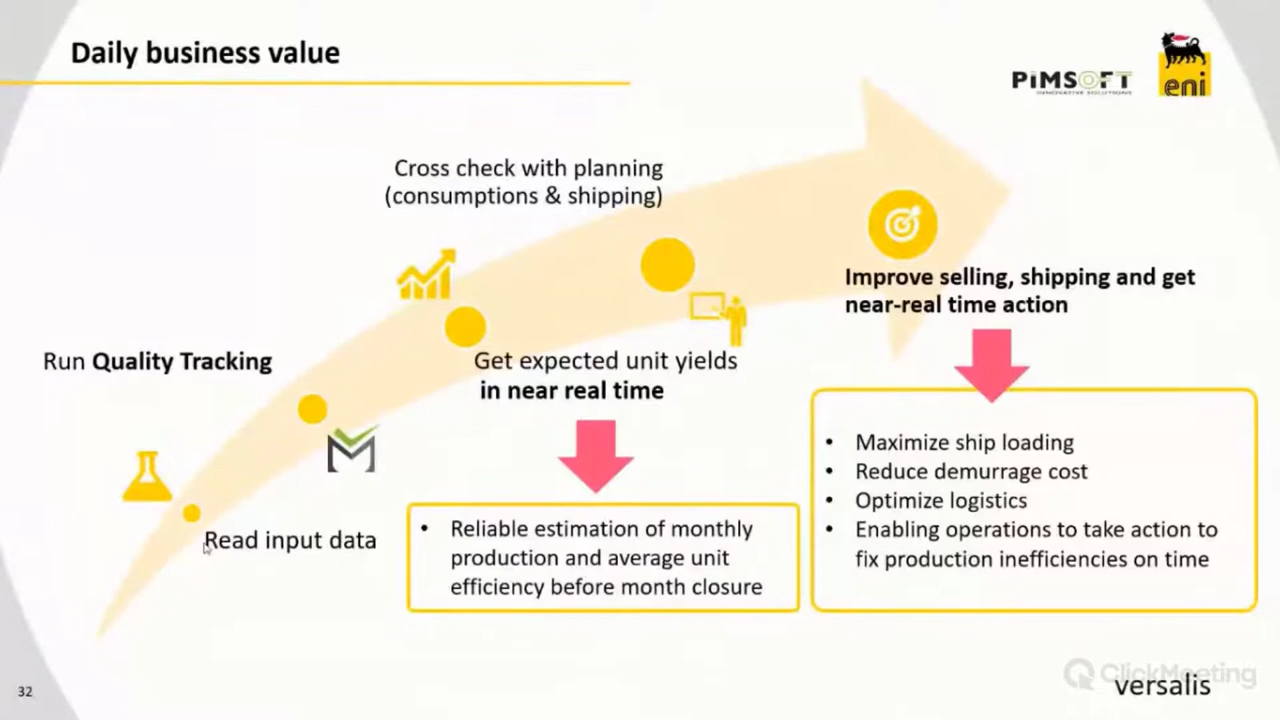 Daily business value
PIMSOFT
INNOVATIVE SOLUTIONS
eni
Cross check with planning
(consumptions & shipping)
Improve selling, shipping and get
near-real time action
Run Quality Tracking
Get expected unit yields
in near real time
Read input data
• Reliable estimation of monthly
production and average unit
efficiency before month closure
• Maximize ship loading
• Reduce demurrage cost
• Optimize logistics
• Enabling operations to take action to
fix production inefficiencies on time
32
ClickMeeting
versalis